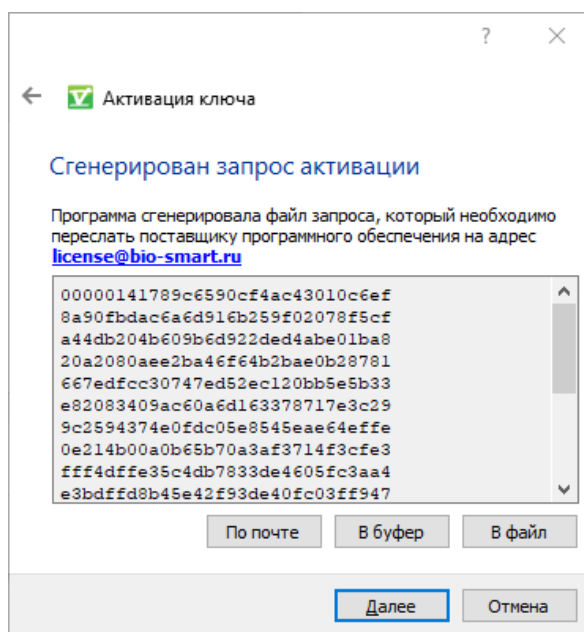 ?
Активация ключа
Сгенерирован запрос активации
Программа сгенерировала файл запроса, который необходимо
переслать поставщику программного обеспечения на адрес
license@bio-smart.ru
00000141789c6590cf4ac43010c6ef
8a90fbdac6a6d916b259f02078f5cf
a44db204b609b6d922ded4abe01ba8
20a2080aee2ba46f64b2bae0b28781
667edfcc30747ed52ec120bb5e5b33
e82083409ac60a6d163378717e3c29
9c2594374e0fdc05e8545eae64effe
0e214b00a0b65b70a3af3714f3cfe3
fff4dffe35c4db7833de4605fc3aa4
e3bdffd8b45e42f93de40fc03ff947
По почте
В буфер
В файл
Далее
Отмена